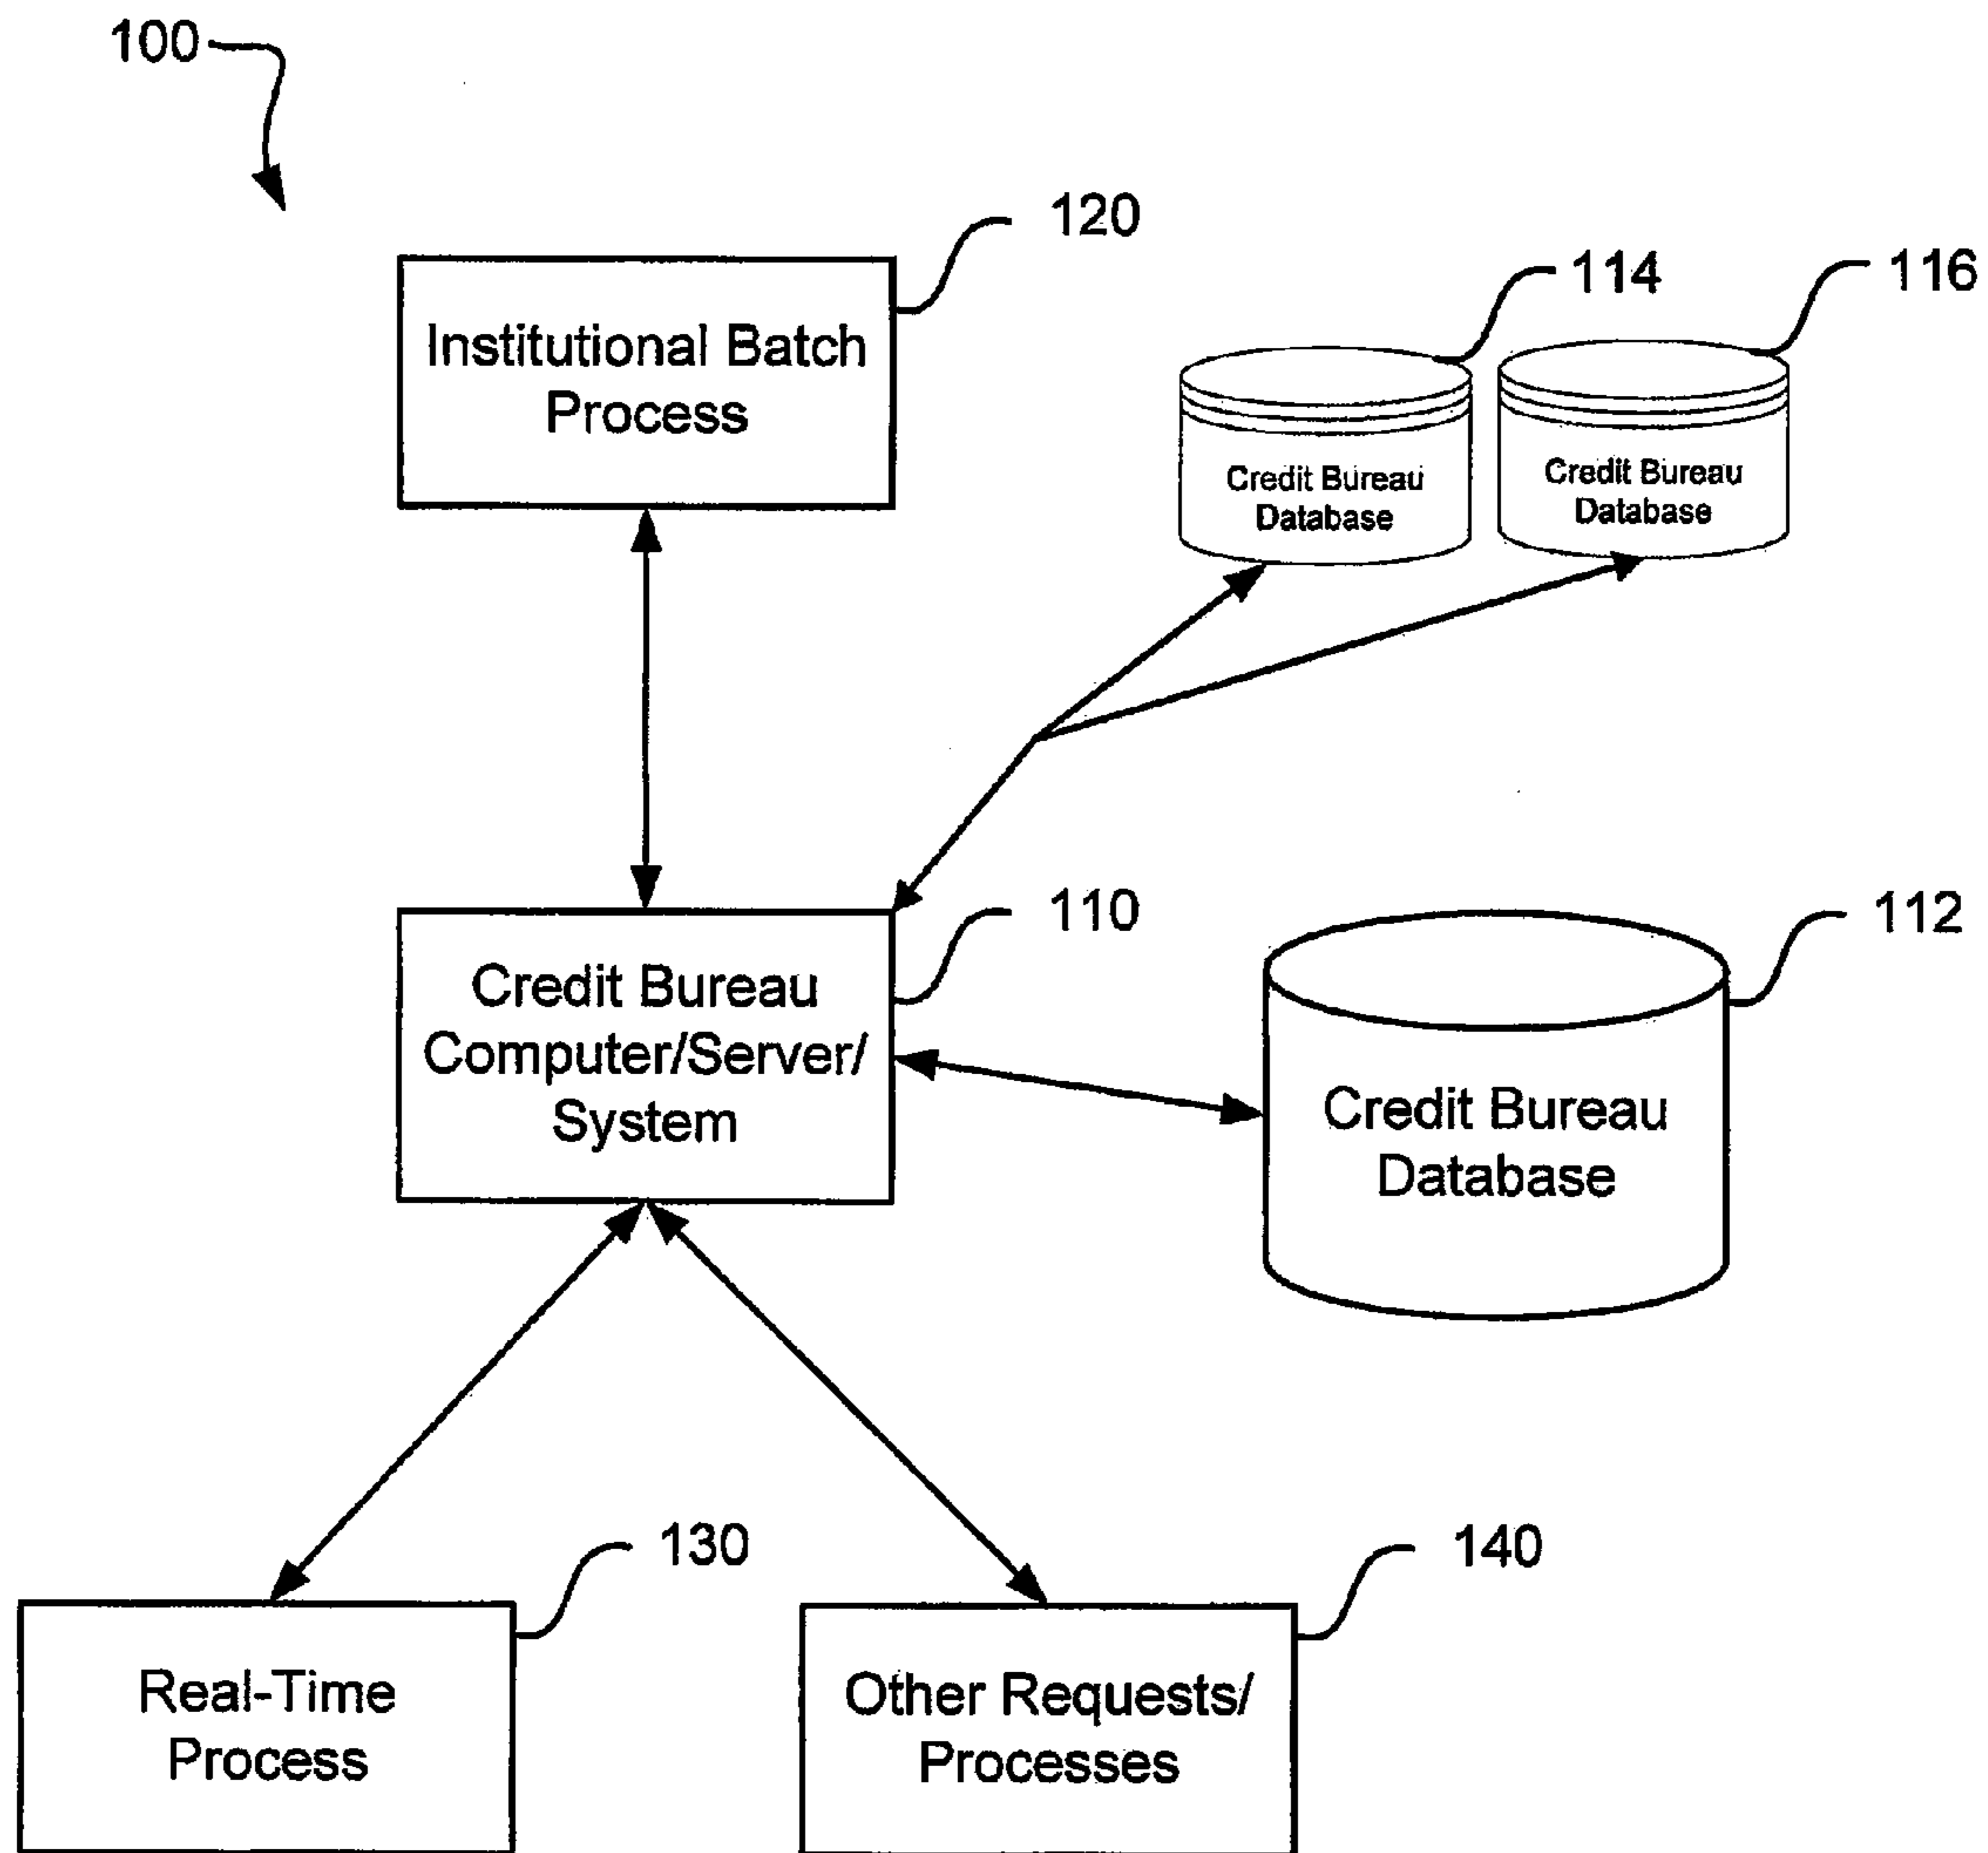 100
120
Institutional Batch
Process
114
116
Credit Bureau
Database
Credit Bureau
Database
110
Credit Bureau
Computer/Server/
System
112
Credit Bureau
Database
130
Real-Time
Process
140
Other Requests/
Processes